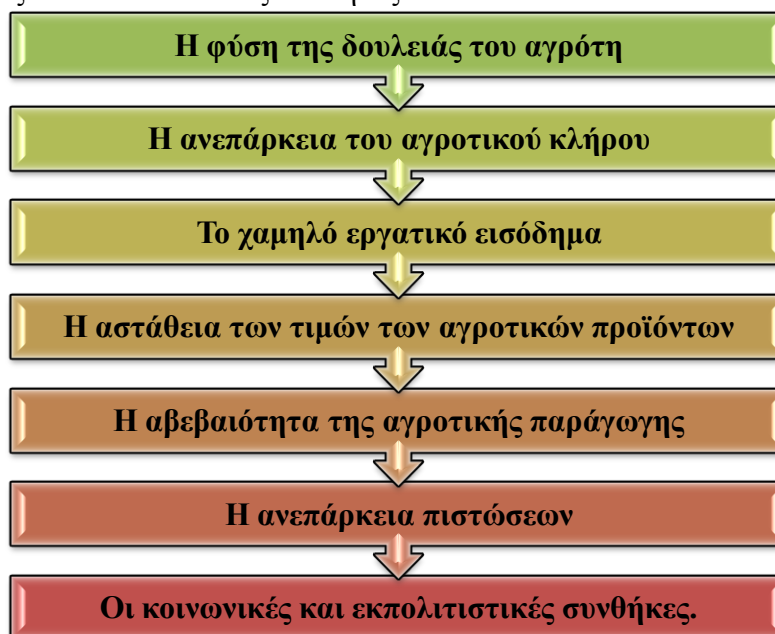 Η φύση της δουλειάς του αγρότη
Η ανεπάρκεια του αγροτικού κλήρου
Το χαμηλό εργατικό εισόδημα
Η αστάθεια των τιμών των αγροτικών προϊόντων
Η αβεβαιότητα της αγροτικής παράγωγης
Η ανεπάρκεια πιστώσεων
Οι κοινωνικές και εκπολιτιστικές συνθήκες.